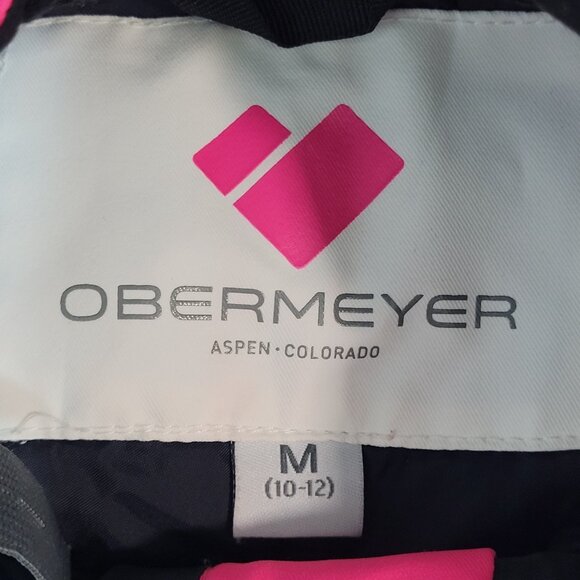 OBERMEYER
ASPEN · COLORADO
M
(10-12)